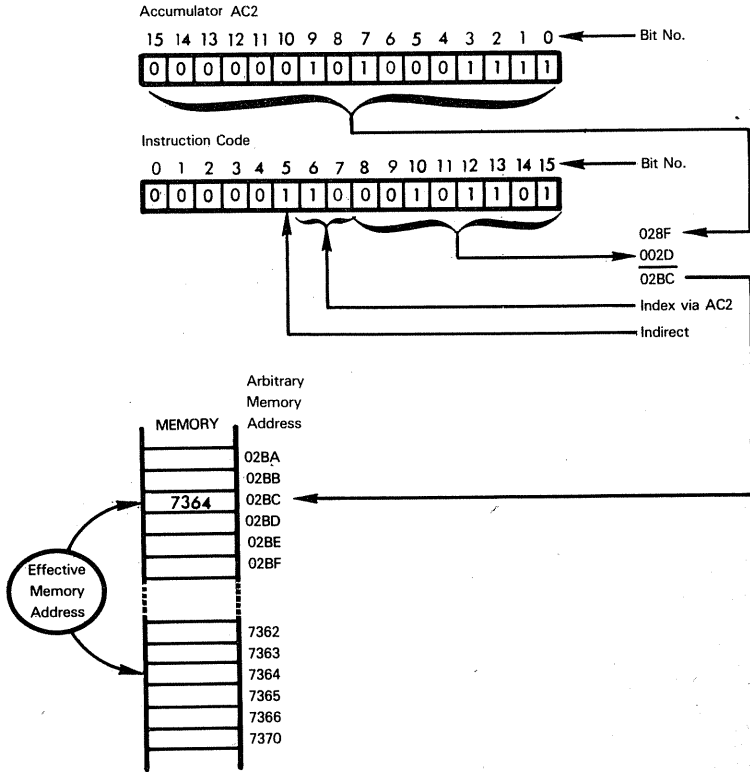 Accumulator AC2
15 14 13 12 11 10 9 8 7 6 5 4 3 2 1 0 Bit No.
0 0 0 0 0 0 1 0 1 0 0 0 1 1 1 1
Instruction Code
0 1 2 3 4 5 6 7 8 9 10 11 12 13 14 15 Bit No.
0 0 0 0 0 1 1 0 0 0 1 0 1 1 0 1
028F
002D
02BC
Index via AC2
Indirect
Arbitrary
Memory
Address
MEMORY
02BA
02BB
7364 02BC
02BD
02BE
02BF
Effective
Memory
Address
7362
7363
7364
7365
7366
7370